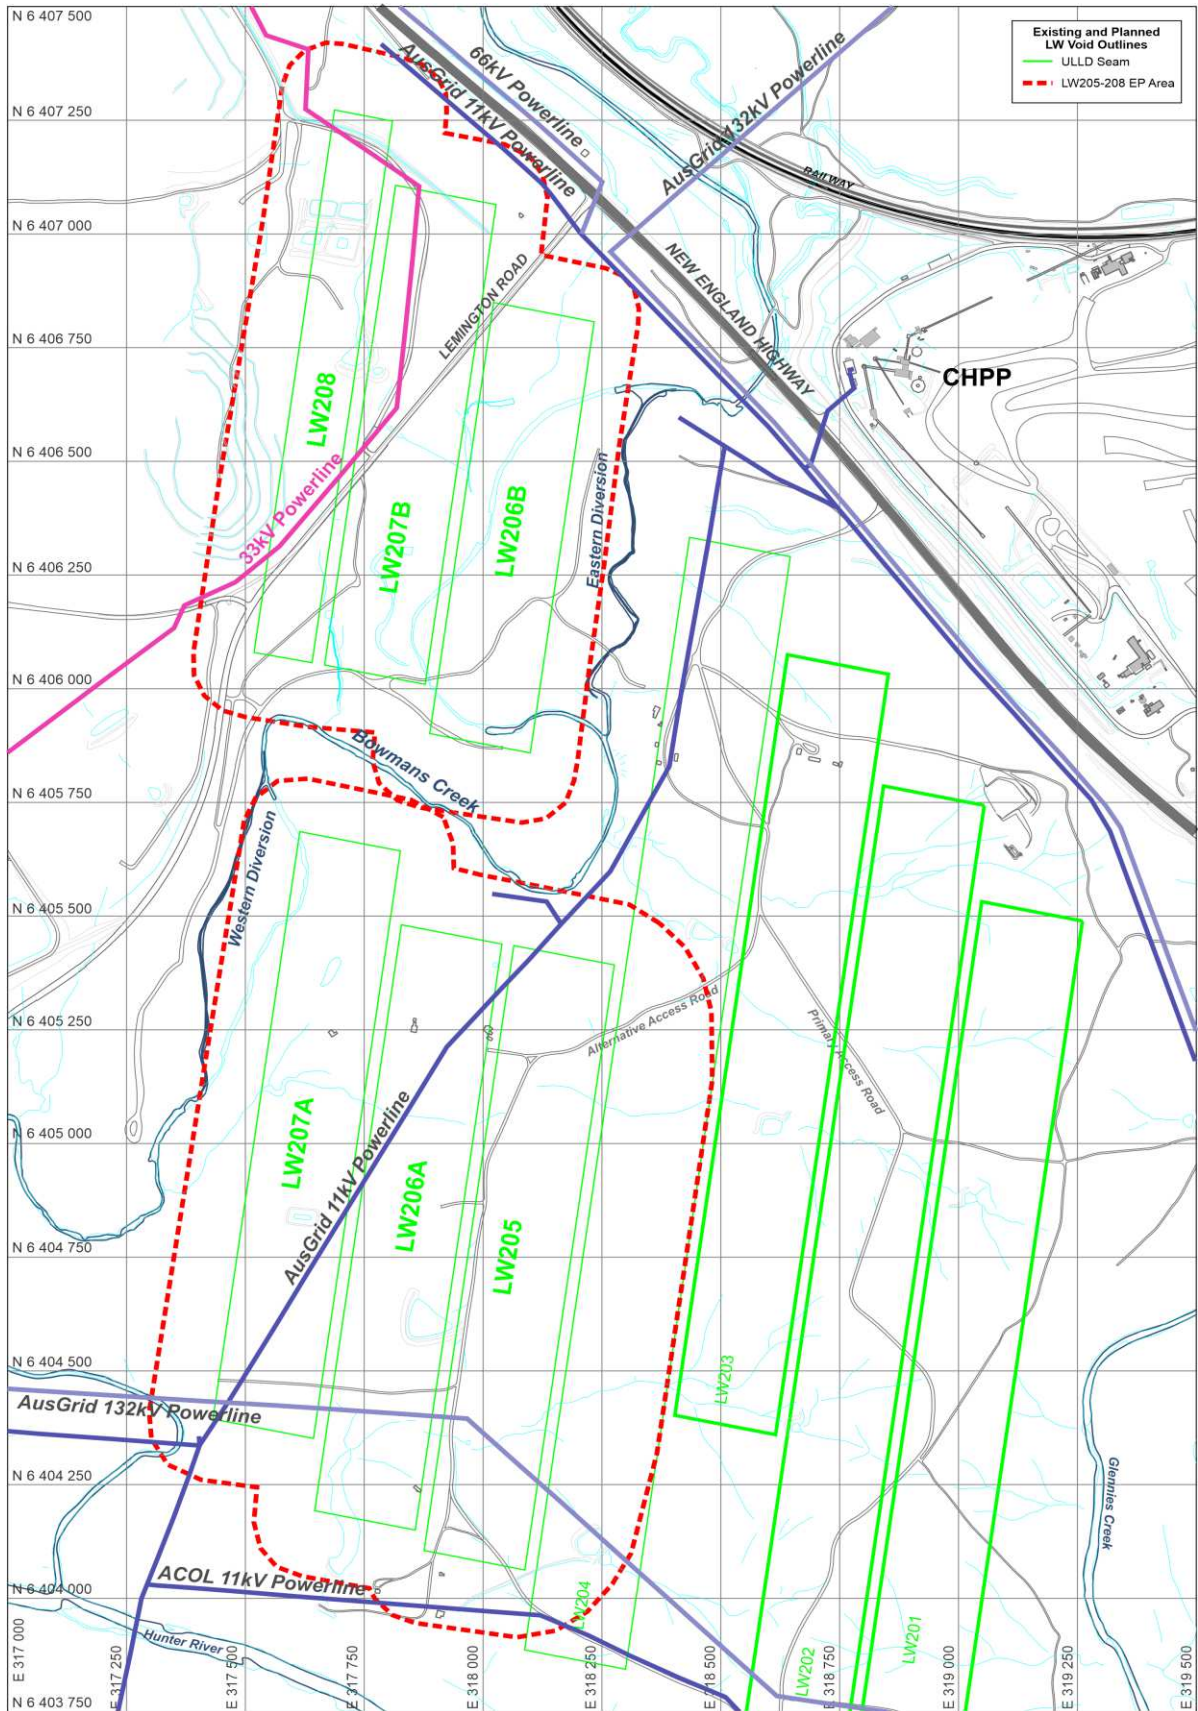 N 6 407 500
N 6 407 250
N 6 407 000
N 6 406 750
N 6 406 500
N 6 406 250
N 6 406 000
N 6 405 750
N 6 405 500
N 6 405 250
N 6 405 000
N 6 404 750
N 6 404 500
N 6 404 250
N 6 404 000
N 6 403 750
Existing and Planned
LW Void Outlines
ULLD Seam
LW205-208 EP Area
66kV Powerline
AusGrid 11kV Powerline
AusGrid 132kV Powerline
RAILWAY
NEW ENGLAND HIGHWAY
LEMINGTON ROAD
CHPP
LW208
33kV Powerline
LW207B
LW206B
Eastern Diversion
Bowmans Creek
Western Diversion
Alternative Access Road
Primary Access Road
LW207A
AusGrid 11kV Powerline
LW206A
LW205
LW203
AusGrid 132kV Powerline
Glennies Creek
ACOL 11kV Powerline
LW204
Hunter River
LW202
LW201
E 317 000
E 317 250
E 317 500
E 317 750
E 318 000
E 318 250
E 318 500
E 318 750
E 319 000
E 319 250
E 319 500